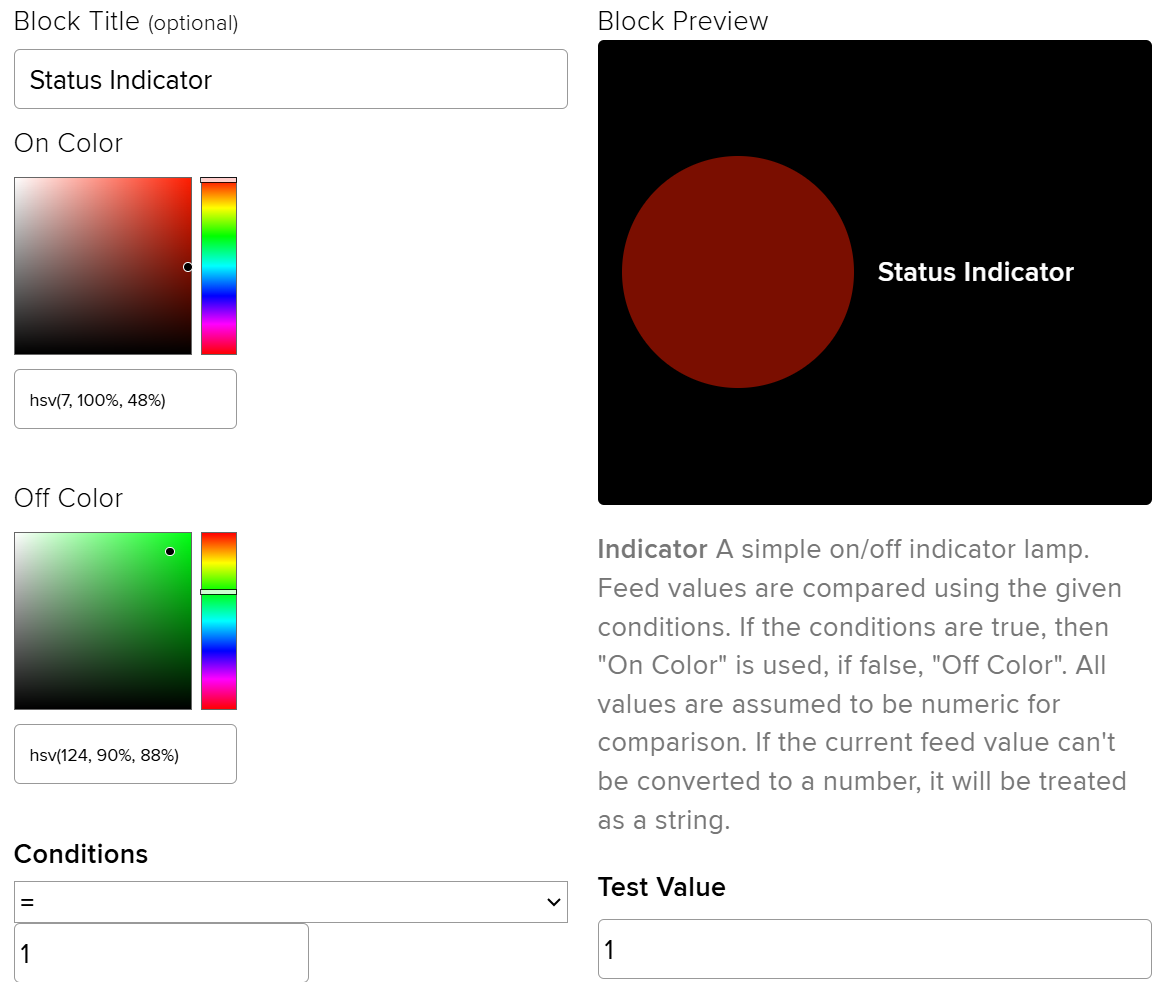 Block Title (optional)
Status Indicator
On Color
hsv(7, 100%, 48%)
Off Color
hsv(124, 90%, 88%)
Conditions
=
1
Block Preview
Status Indicator
Indicator A simple on/off indicator lamp.
Feed values are compared using the given
conditions. If the conditions are true, then
"On Color" is used, if false, "Off Color". All
values are assumed to be numeric for
comparison. If the current feed value can't
be converted to a number, it will be treated
as a string.
Test Value
1